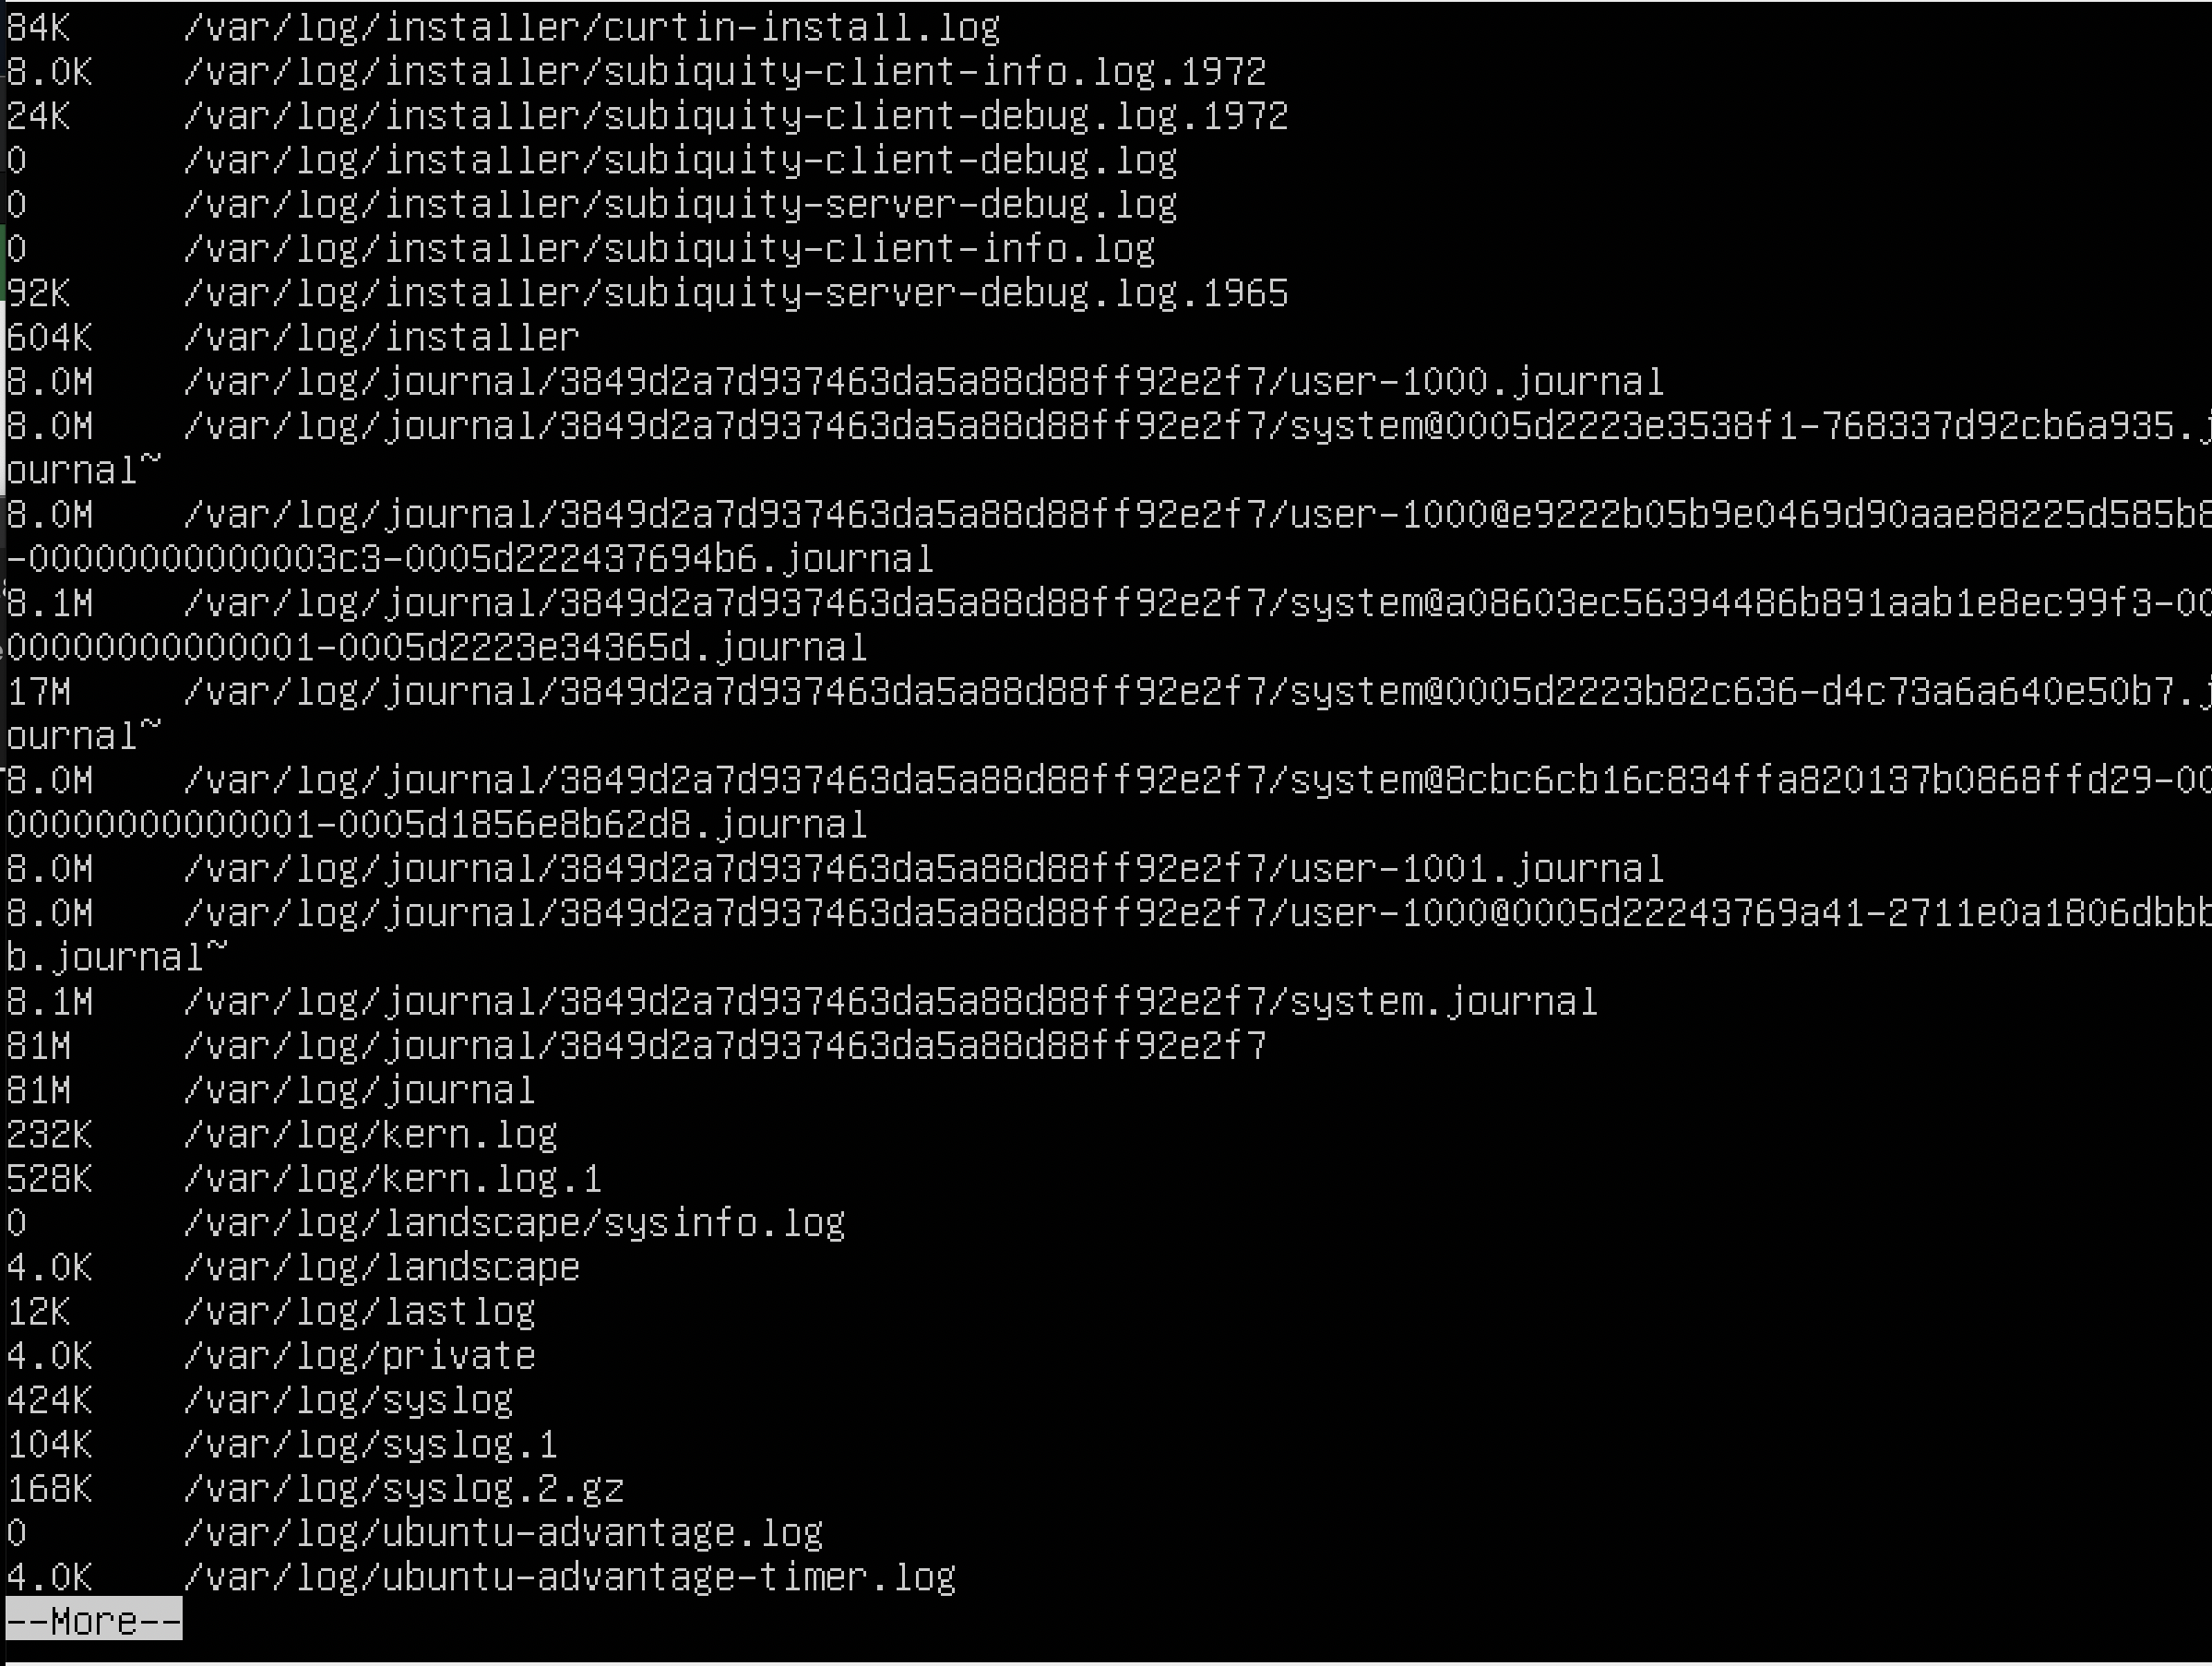 84K     /var/log/installer/curtin-install.log
8.0K    /var/log/installer/subiquity-client-info.log.1972
24K     /var/log/installer/subiquity-client-debug.log.1972
0       /var/log/installer/subiquity-client-debug.log
0       /var/log/installer/subiquity-server-debug.log
0       /var/log/installer/subiquity-client-info.log
92K     /var/log/installer/subiquity-server-debug.log.1965
604K    /var/log/installer
8.0M    /var/log/journal/3849d2a7d937463da5a88d88ff92e2f7/user-1000.journal
8.0M    /var/log/journal/3849d2a7d937463da5a88d88ff92e2f7/system@0005d2223e3538f1-768337d92cb6a935.j
ournal~
8.0M    /var/log/journal/3849d2a7d937463da5a88d88ff92e2f7/user-1000@e9222b05b9e0469d90aae88225d585b8
-00000000000003c3-0005d222437694b6.journal
8.1M    /var/log/journal/3849d2a7d937463da5a88d88ff92e2f7/system@a08603ec56394486b891aab1e8ec99f3-00
00000000000001-0005d2223e34365d.journal
17M     /var/log/journal/3849d2a7d937463da5a88d88ff92e2f7/system@0005d2223b82c636-d4c73a6a640e50b7.j
ournal~
8.0M    /var/log/journal/3849d2a7d937463da5a88d88ff92e2f7/system@8cbc6cb16c834ffa820137b0868ffd29-00
00000000000001-0005d1856e8b62d8.journal
8.0M    /var/log/journal/3849d2a7d937463da5a88d88ff92e2f7/user-1001.journal
8.0M    /var/log/journal/3849d2a7d937463da5a88d88ff92e2f7/user-1000@0005d22243769a41-2711e0a1806dbbb
b.journal~
8.1M    /var/log/journal/3849d2a7d937463da5a88d88ff92e2f7/system.journal
81M     /var/log/journal/3849d2a7d937463da5a88d88ff92e2f7
81M     /var/log/journal
232K    /var/log/kern.log
528K    /var/log/kern.log.1
0       /var/log/landscape/sysinfo.log
4.0K    /var/log/landscape
12K     /var/log/lastlog
4.0K    /var/log/private
424K    /var/log/syslog
104K    /var/log/syslog.1
168K    /var/log/syslog.2.gz
0       /var/log/ubuntu-advantage.log
4.0K    /var/log/ubuntu-advantage-timer.log
--More--